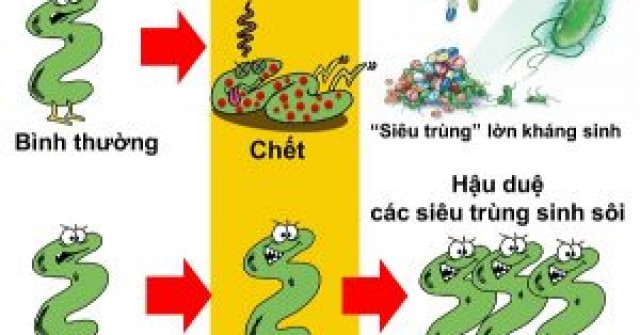 Bình thường
Chết
“Siêu trùng” lờn kháng sinh
Hậu duệ
các siêu trùng sinh sôi